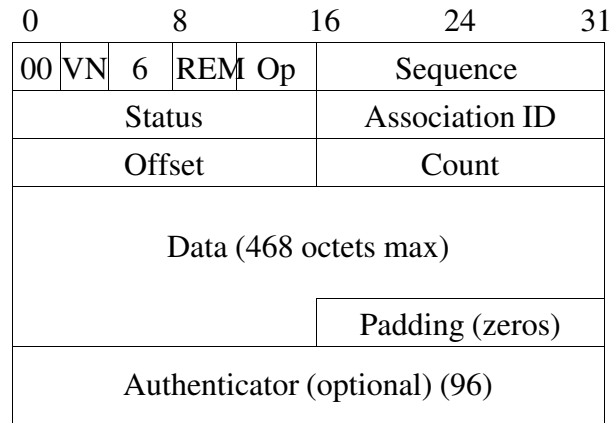 0 8 16 24 31
00 VN 6 REM Op Sequence
Status Association ID
Offset Count
Data (468 octets max)
Padding (zeros)
Authenticator (optional) (96)